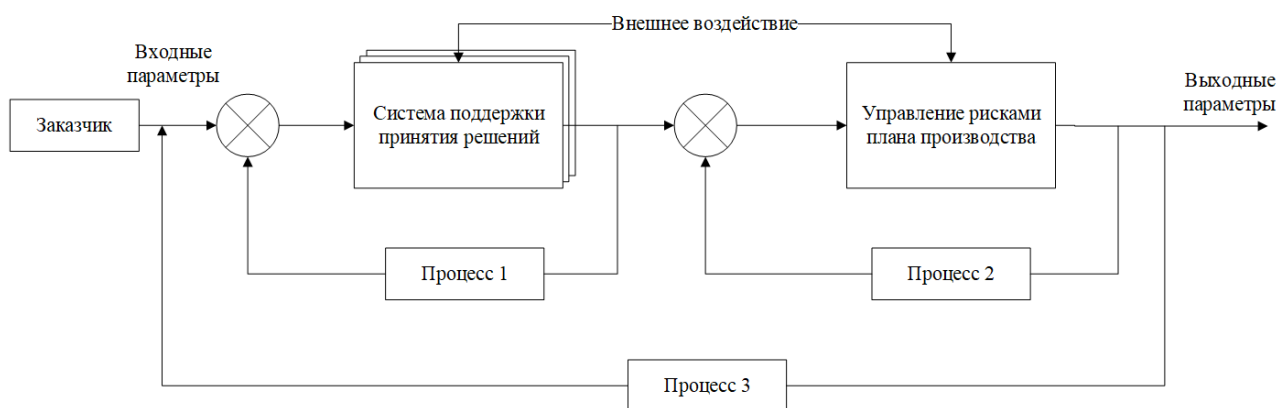 Внешнее воздействие
Входные
параметры
Заказчик
Система поддержки
принятия решений
Управление рисками
плана производства
Выходные
параметры
Процесс 1
Процесс 2
Процесс 3